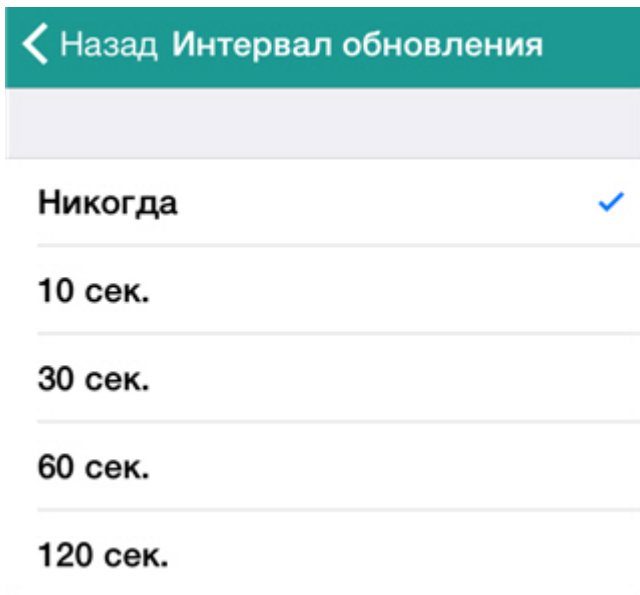 Назад Интервал обновления
Никогда
10 сек.
30 сек.
60 сек.
120 сек.